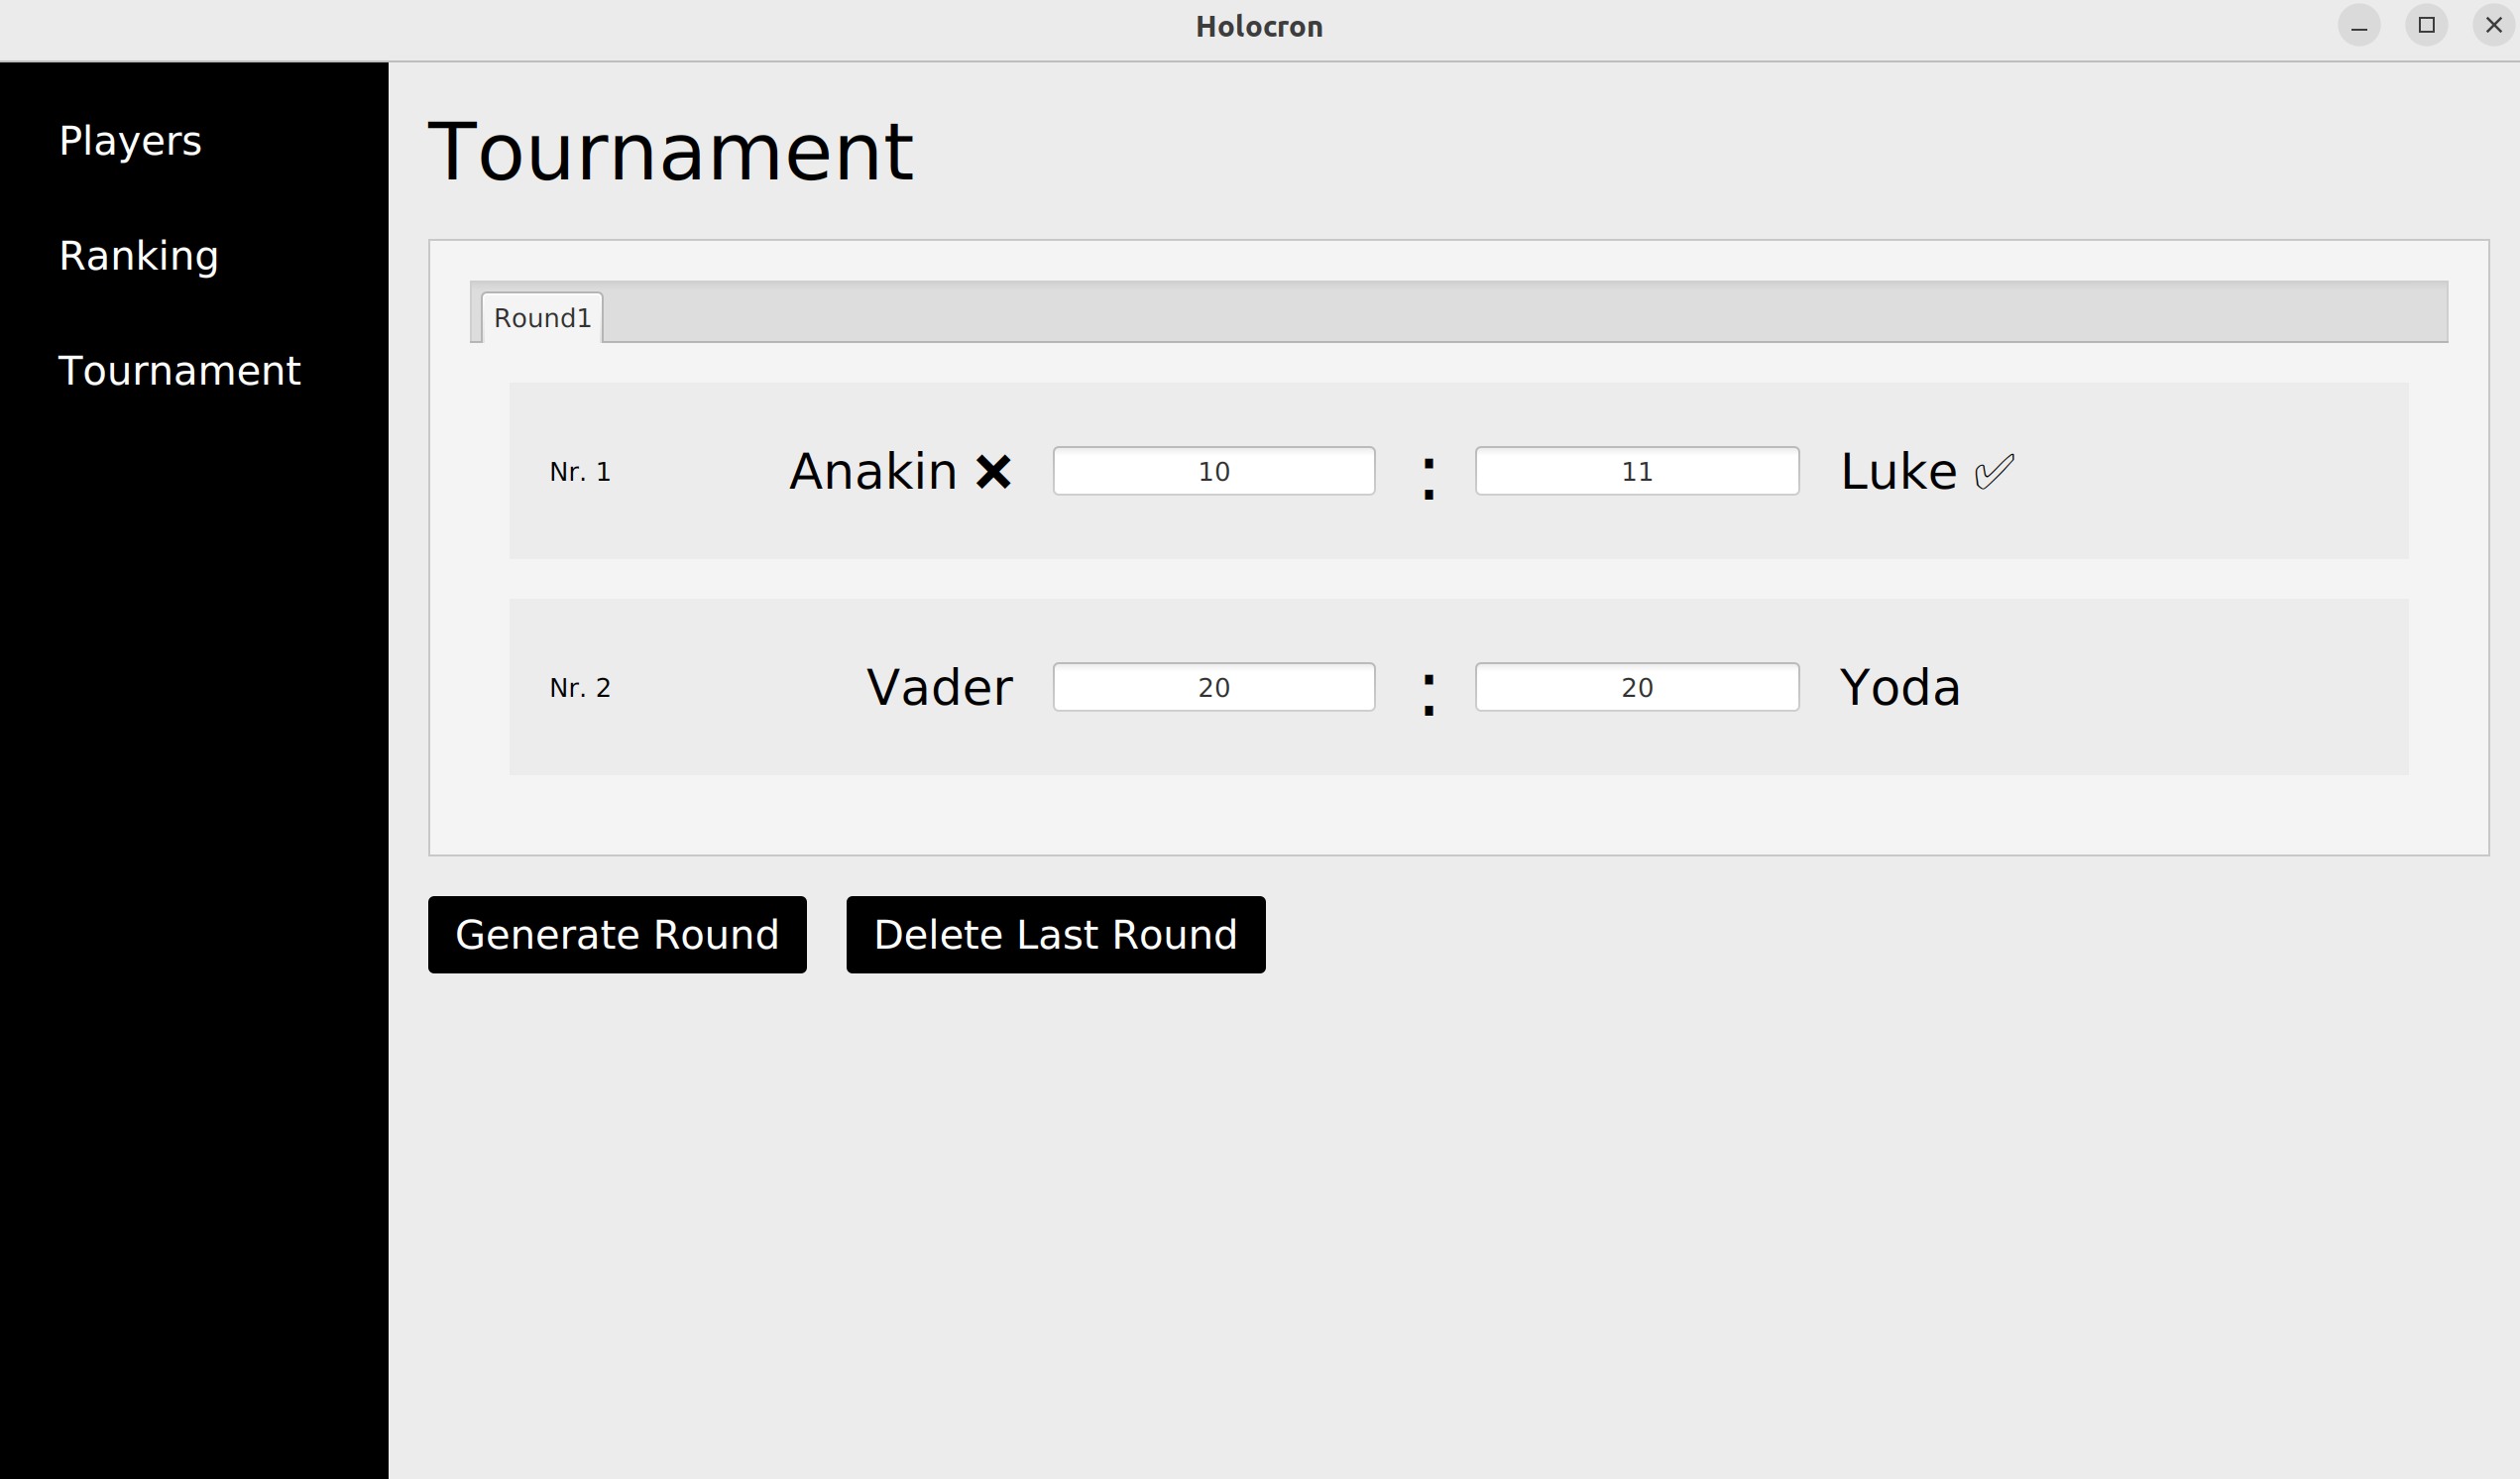 Holocron
Players
Ranking
Tournament
Tournament
Round1
Nr. 1 Anakin ✖ 10 : 11 Luke ✅
Nr. 2 Vader 20 : 20 Yoda
Generate Round Delete Last Round